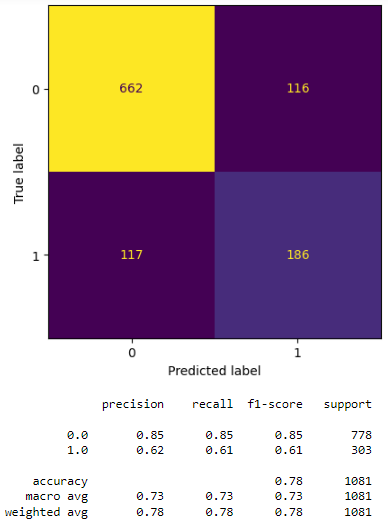 0
662 116
True label
1
117 186
0 1
Predicted label
precision recall f1-score support
0.0 0.85 0.85 0.85 778
1.0 0.62 0.61 0.61 303
accuracy 0.78 1081
macro avg 0.73 0.73 0.73 1081
weighted avg 0.78 0.78 0.78 1081